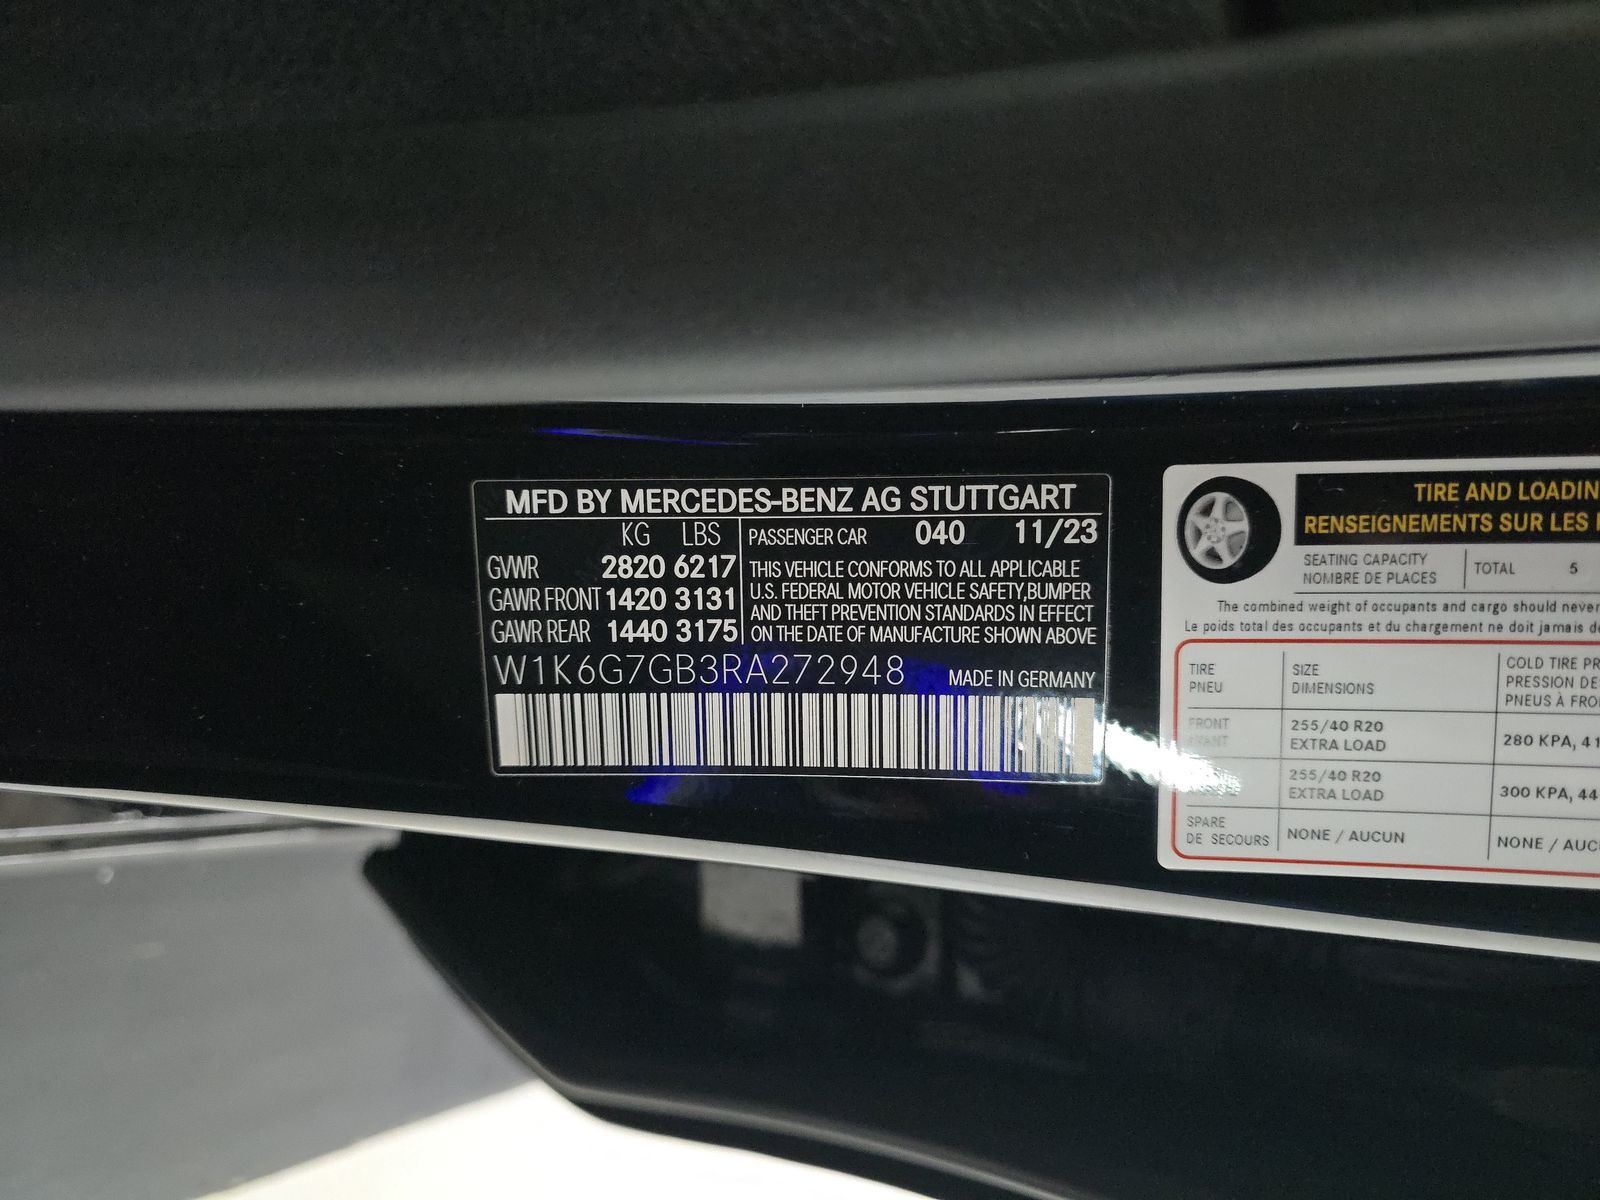 MFD BY MERCEDES-BENZ AG STUTTGART
KG LBS
GVWR 2820 6217
GAWR FRONT 1420 3131
GAWR REAR 1440 3175
PASSENGER CAR 040 11/23
THIS VEHICLE CONFORMS TO ALL APPLICABLE
U.S. FEDERAL MOTOR VEHICLE SAFETY,BUMPER
AND THEFT PREVENTION STANDARDS IN EFFECT
ON THE DATE OF MANUFACTURE SHOWN ABOVE
W1K6G7GB3RA272948 MADE IN GERMANY
TIRE AND LOADIN
RENSEIGNEMENTS SUR LES
SEATING CAPACITY
NOMBRE DE PLACES
TOTAL 5
The combined weight of occupants and cargo should never
Le poids total des occupants et du chargement ne doit jamais
TIRE
PNEU
SIZE
DIMENSIONS
COLD TIRE PR
PRESSION DE
PNEUS À FRO
FRONT
255/40 R20
EXTRA LOAD
280 KPA, 41
255/40 R20
EXTRA LOAD
300 KPA, 44
SPARE
DE SECOURS
NONE / AUCUN
NONE / AUC